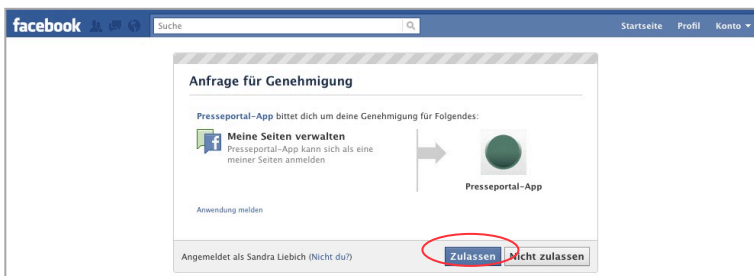 facebook Suche Startseite Profil Konto
Anfrage für Genehmigung
Presseportal-App bittet dich um deine Genehmigung für Folgendes:
Meine Seiten verwalten
Presseportal-App kann sich als eine
meiner Seiten anmelden
Presseportal-App
Anwendung melden
Angemeldet als Sandra Liebich (Nicht du?) Zulassen Nicht zulassen